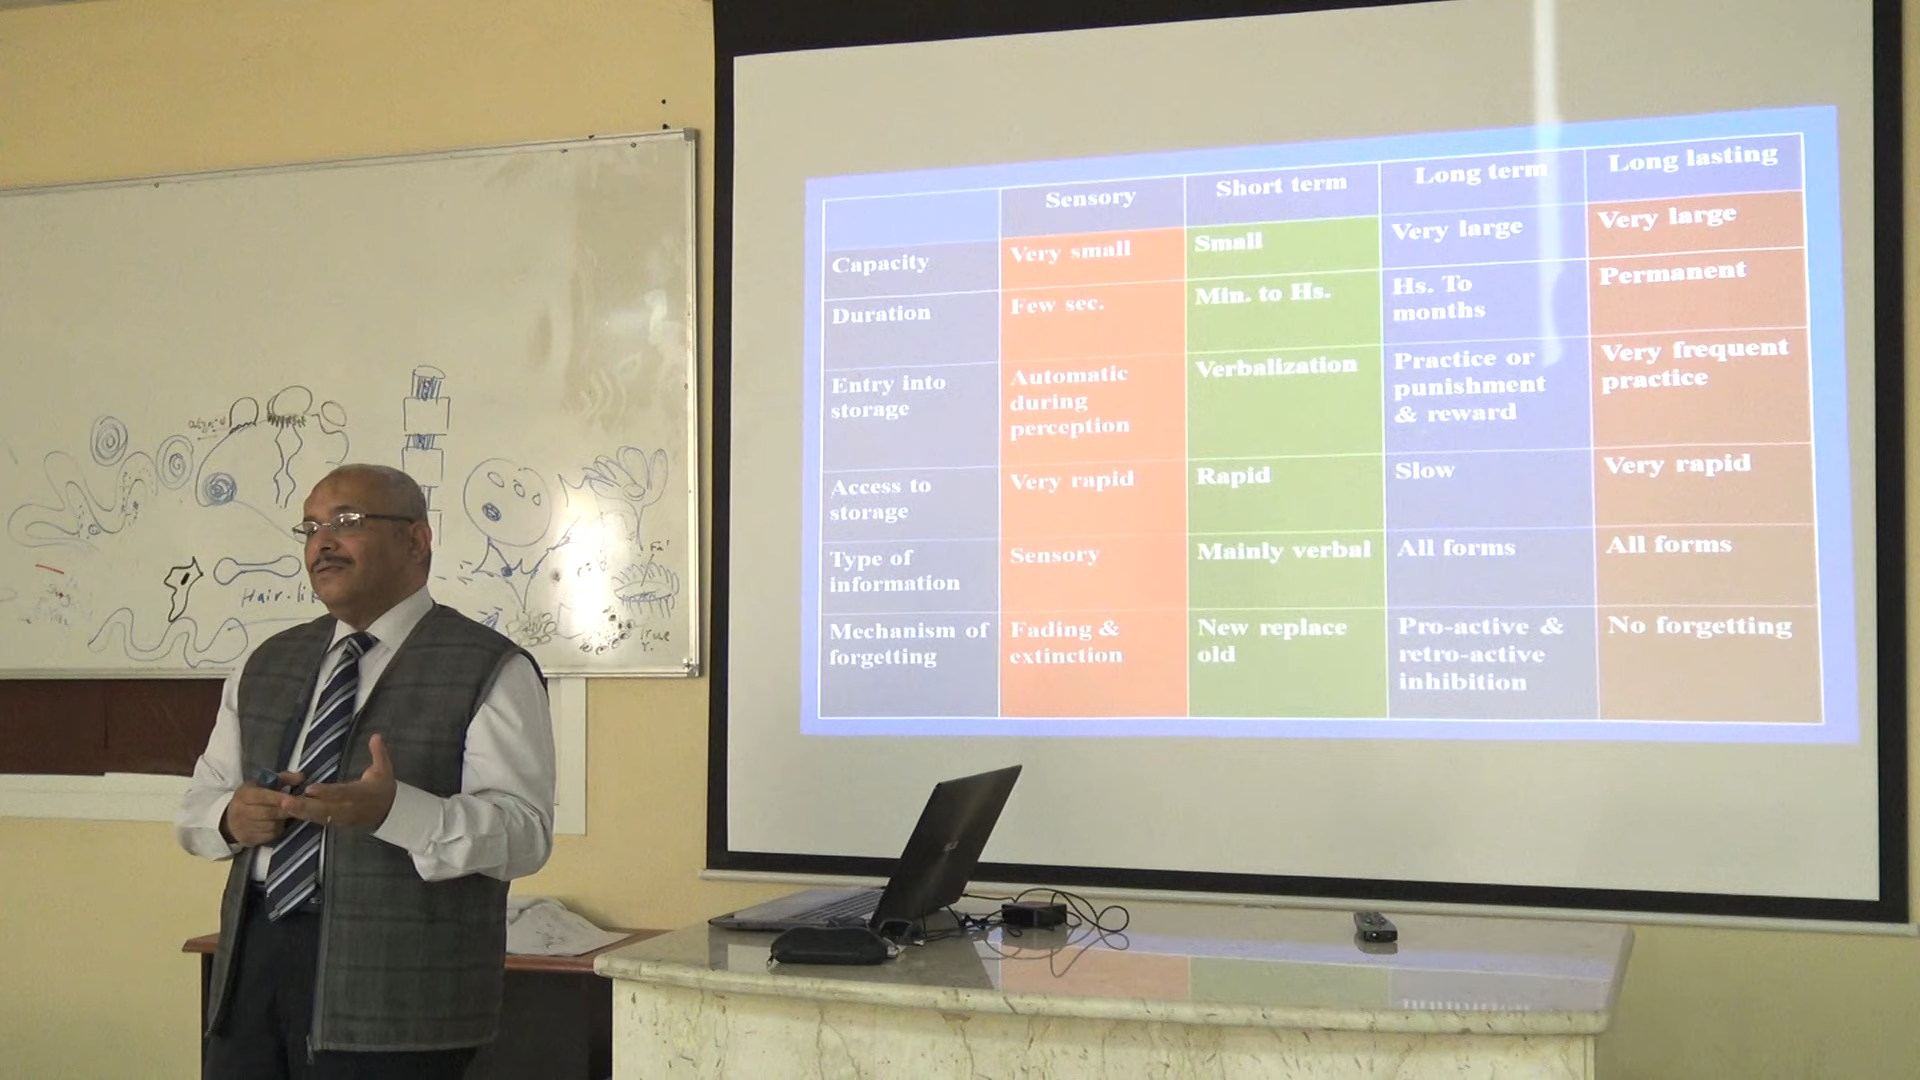 Sensory
Short term
Long term
Long lasting
Capacity
Very small
Small
Very large
Very large
Duration
Few sec.
Min. to Hs.
Hs. To
months
Permanent
Entry into
storage
Automatic
during
perception
Verbalization
Practice or
punishment
& reward
Very frequent
practice
Access to
storage
Very rapid
Rapid
Slow
Very rapid
Type of
information
Sensory
Mainly verbal
All forms
All forms
Mechanism of
forgetting
Fading &
extinction
New replace
old
Pro-active &
retro-active
inhibition
No forgetting